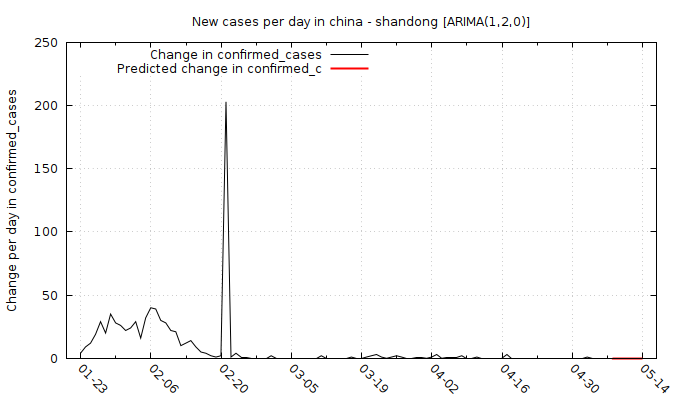 New cases per day in china - shandong [ARIMA(1,2,0)]
Change in confirmed_cases
Predicted change in confirmed_c
Change per day in confirmed_cases
250
200
150
100
50
0
01-23 02-06 02-20 03-05 03-19 04-02 04-16 04-30 05-14